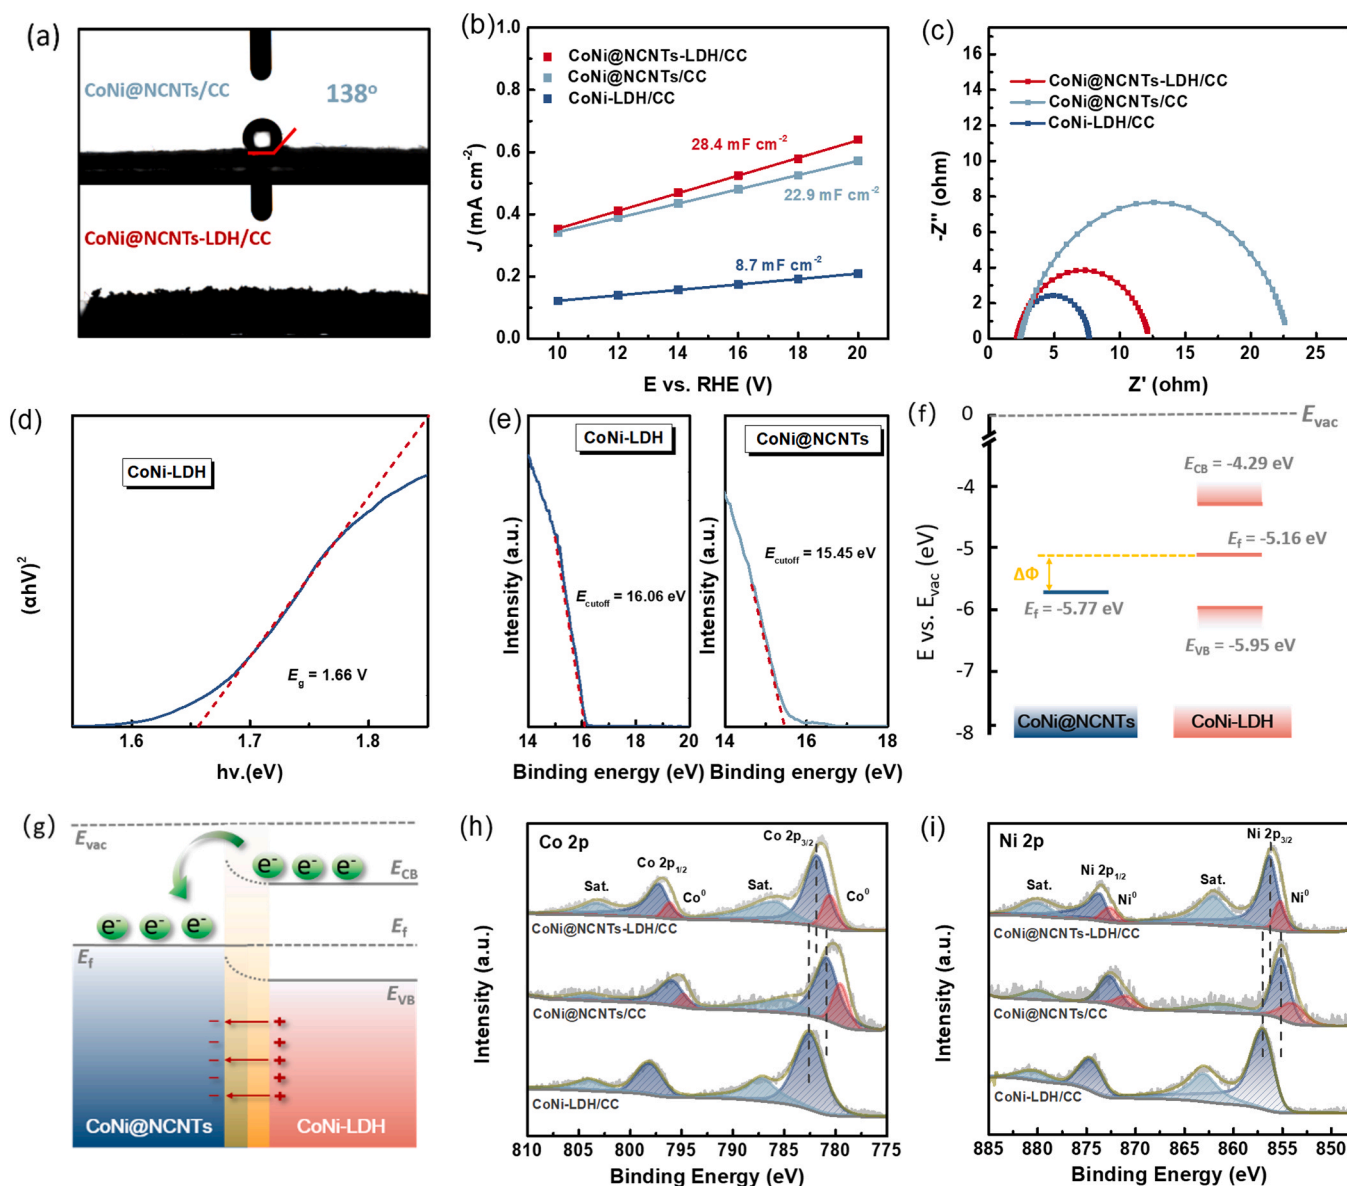 (a)
CoNi@NCNTs/CC
138°
CoNi@NCNTs-LDH/CC
(b)
1.0
0.8
0.6
0.4
0.2
0.0
J (mA cm⁻²)
CoNi@NCNTs-LDH/CC
CoNi@NCNTs/CC
CoNi-LDH/CC
28.4 mF cm⁻²
22.9 mF cm⁻²
8.7 mF cm⁻²
10 12 14 16 18 20
E vs. RHE (V)
(c)
16
14
12
10
8
6
4
2
0
-Z'' (ohm)
CoNi@NCNTs-LDH/CC
CoNi@NCNTs/CC
CoNi-LDH/CC
0 5 10 15 20 25
Z' (ohm)
(d)
CoNi-LDH
(αhV)²
E_g = 1.66 V
1.6 1.7 1.8
hv.(eV)
(e)
CoNi-LDH
Intensity (a.u.)
E_cutoff = 16.06 eV
14 16 18 20
Binding energy (eV)
CoNi@NCNTs
Intensity (a.u.)
E_cutoff = 15.45 eV
14 16 18
Binding energy (eV)
(f)
0
-4
-5
-6
-7
-8
E vs. E_vac (eV)
E_vac
E_CB = -4.29 eV
E_f = -5.16 eV
ΔΦ
E_f = -5.77 eV
E_VB = -5.95 eV
CoNi@NCNTs
CoNi-LDH
(g)
E_vac
e⁻ e⁻ e⁻
E_CB
e⁻ e⁻ e⁻
E_f
E_f
E_VB
− +
− +
− +
− +
− +
CoNi@NCNTs
CoNi-LDH
(h)
Co 2p
Co 2p₃/₂
Co 2p₁/₂
Sat.
Co⁰
Sat.
Co⁰
CoNi@NCNTs-LDH/CC
CoNi@NCNTs/CC
CoNi-LDH/CC
Intensity (a.u.)
810 805 800 795 790 785 780 775
Binding Energy (eV)
(i)
Ni 2p
Ni 2p₃/₂
Ni 2p₁/₂
Sat.
Ni⁰
Sat.
Ni⁰
CoNi@NCNTs-LDH/CC
CoNi@NCNTs/CC
CoNi-LDH/CC
Intensity (a.u.)
885 880 875 870 865 860 855 850
Binding Energy (eV)